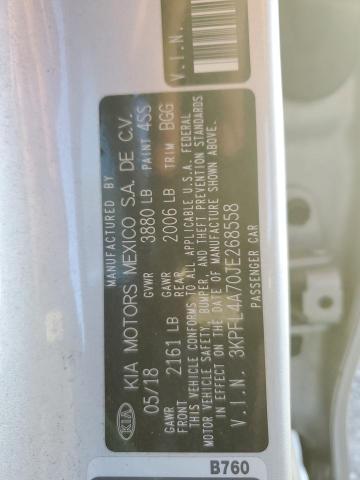 V.I.N.
MANUFACTURED BY
KIA MOTORS MEXICO S.A. DE C.V.
KIA
05/18 GVWR 3880 LB PAINT 4SS
GAWR FRONT 2161 LB GAWR REAR 2006 LB TRIM BGG
THIS VEHICLE CONFORMS TO ALL APPLICABLE U.S.A. FEDERAL
MOTOR VEHICLE SAFETY, BUMPER, AND THEFT PREVENTION STANDARDS
IN EFFECT ON THE DATE OF MANUFACTURE SHOWN ABOVE.
V.I.N. 3KPFL4A70JE268558
PASSENGER CAR
B760